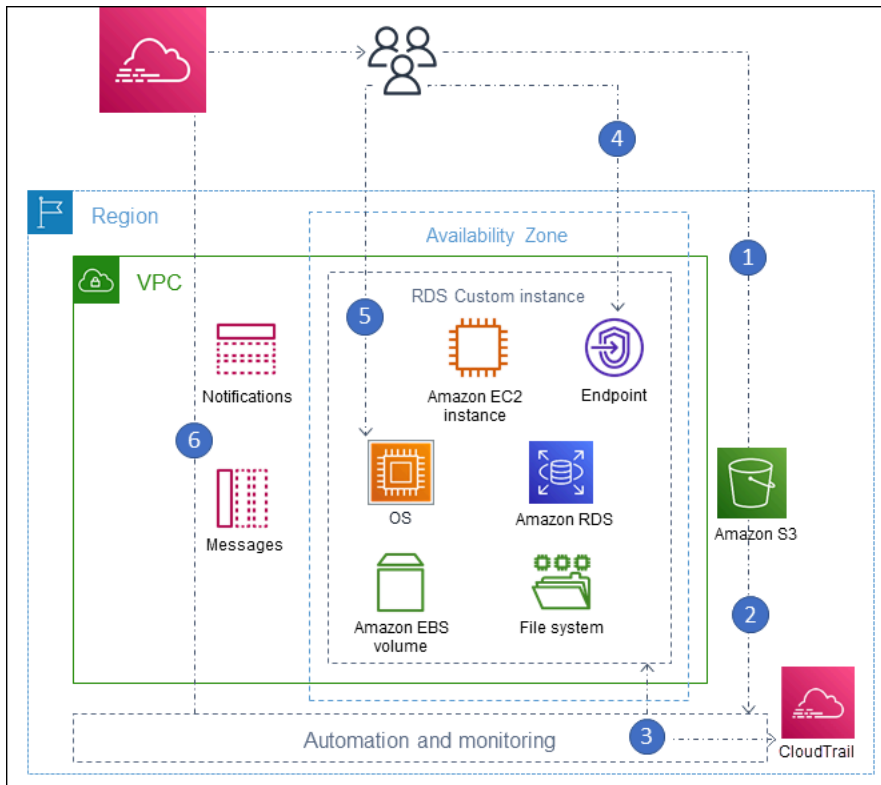 4
Region
Availability Zone
1
VPC
RDS Custom instance
5
Notifications
Amazon EC2
instance
Endpoint
6
OS
Amazon RDS
Messages
Amazon S3
Amazon EBS
volume
File system
2
Automation and monitoring
3
CloudTrail